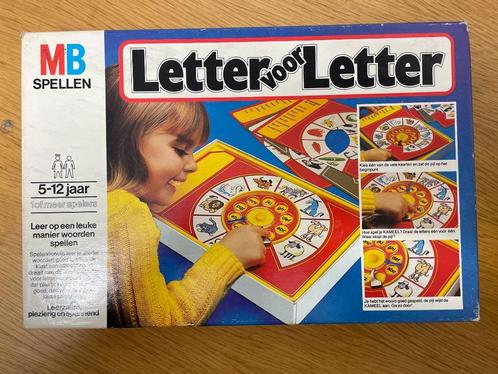 MB
SPELLEN
Letter voor Letter
5-12 jaar
1 of meer spelers
Leer op een leuke
manier woorden
spellen
Leerzaam,
plezierig en spannend
Kies één van de vele kaarten en zet de pijl op het
beginpunt.
Hoe spel je KAMEEL? Draai de letters één voor één.
Waar stopt de pijl?
Je hebt het woord goed gespeld, de pijl wijst de
KAMEEL aan. Ga zo door!